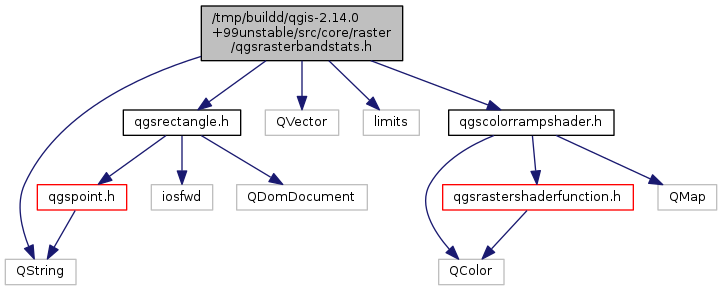 /tmp/buildd/qgis-2.14.0
+99unstable/src/core/raster
/qgsrasterbandstats.h
qgsrectangle.h
QVector
limits
qgscolorrampshader.h
qgspoint.h
iosfwd
QDomDocument
qgsrastershaderfunction.h
QMap
QString
QColor